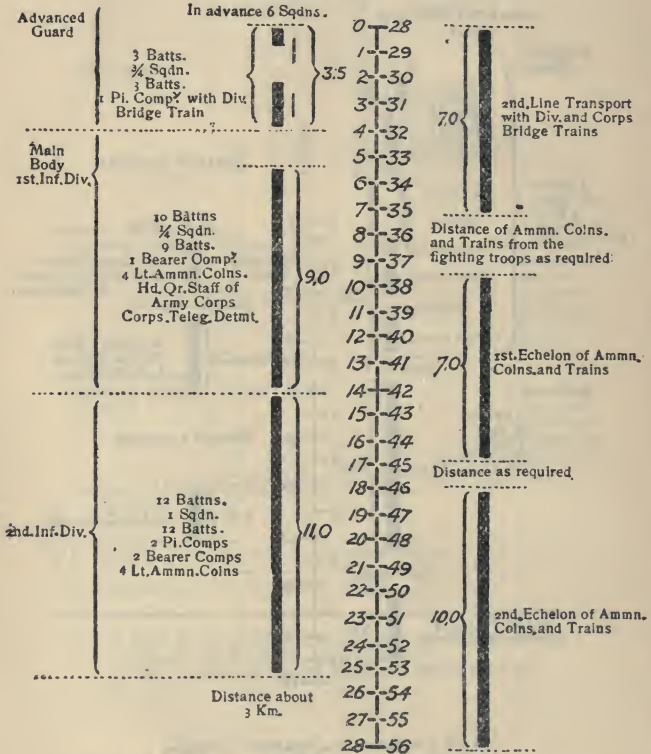 Advanced
Guard
In advance 6 Sqdns.
3 Batts.
¾ Sqdn.
3 Batts.
1 Pi. Compy. with Div.
Bridge Train
3:5
Main
Body
1st.Inf.Div.
10 Battns
¼ Sqdn.
9 Batts.
1 Bearer Oompy.
4 Lt.Ammn.Colns.
Hd.Qr.Staff of
Army Corps
Corps.Teleg.Detmt.
9,0
2nd.Inf.Div.
12 Battns.
1 Sqdn.
12 Batts.
2 Pi.Comps
2 Bearer Comps
4 Lt.Ammn.Colns
11,0
Distance about
3 Km.
0 28
1 29
2 30
3 31
4 32
5 33
6 34
7 35
8 36
9 37
10 38
11 39
12 40
13 41
14 42
15 43
16 44
17 45
18 46
19 47
20 48
21 49
22 50
23 51
24 52
25 53
26 54
27 55
28 56
7.0
2nd.Line Transport
with Div.and Corps
Bridge Trains
Distance of Ammn. Colns.
and Trains from the
fighting troops as required:
7.0
1st.Echelon of Ammn.
Colns.and Trains
Distance as required.
10,0
2nd.Echelon of Ammn.
Colns.and Trains